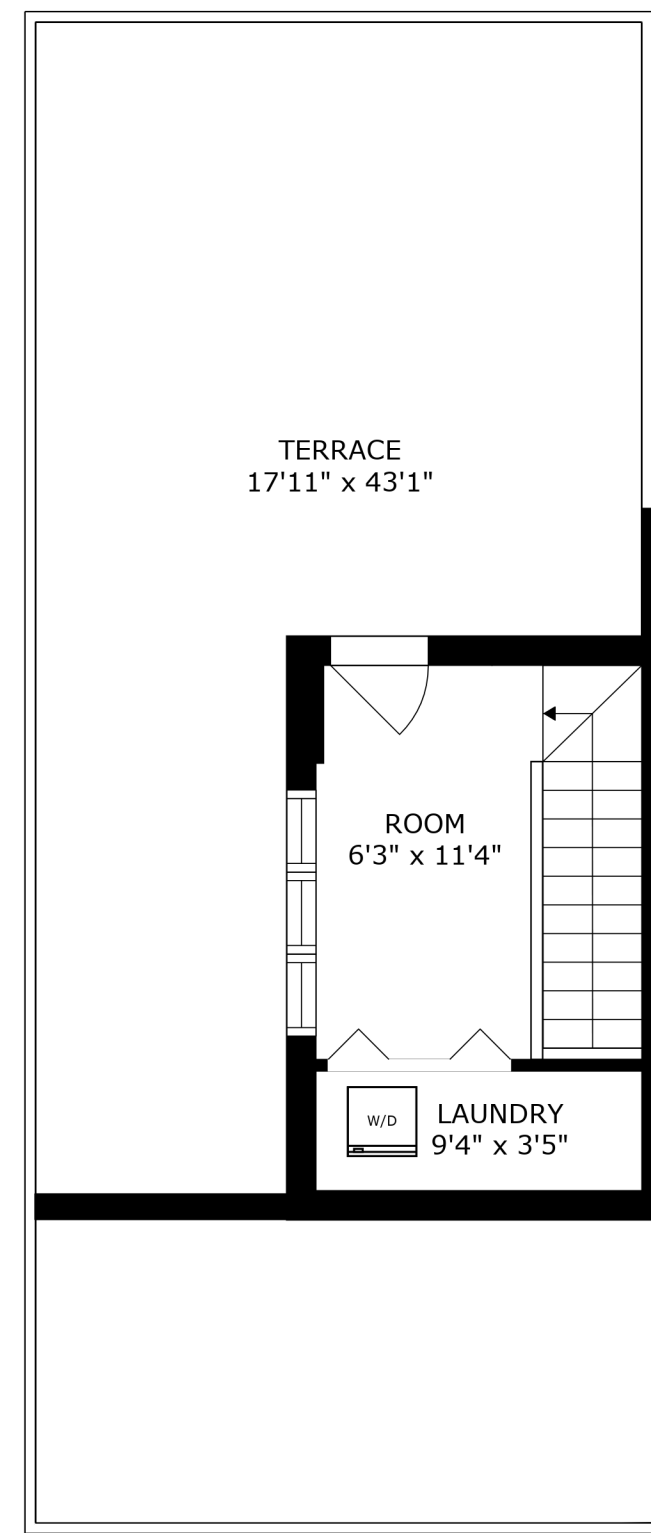 TERRACE
17'11" x 43'1"
ROOM
6'3" x 11'4"
W/D
LAUNDRY
9'4" x 3'5"